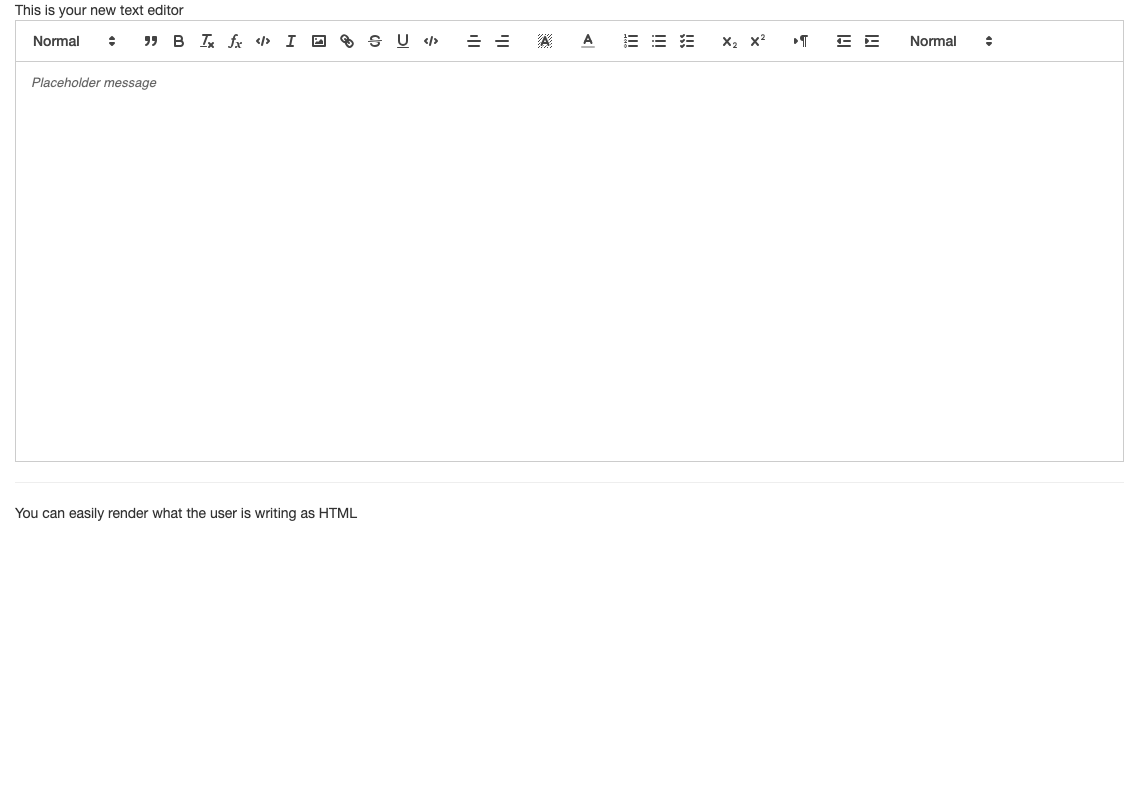 This is your new text editor
Normal Normal
Placeholder message
You can easily render what the user is writing as HTML